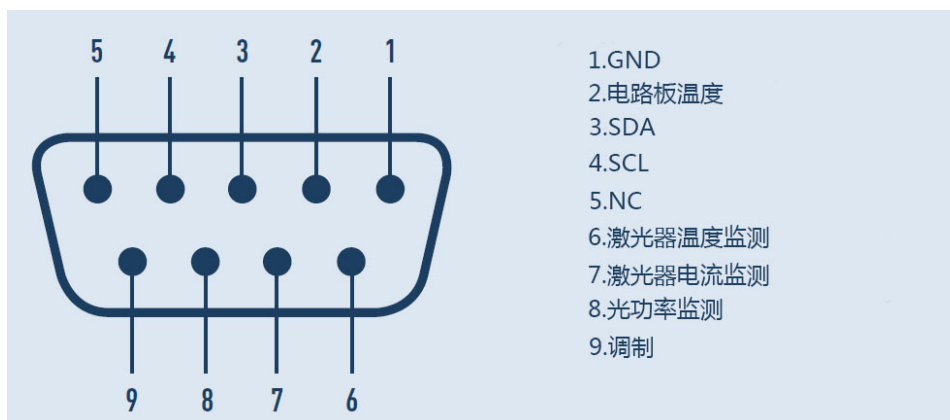 5 4 3 2 1
9 8 7 6
1.GND
2.电路板温度
3.SDA
4.SCL
5.NC
6.激光器温度监测
7.激光器电流监测
8.光功率监测
9.调制